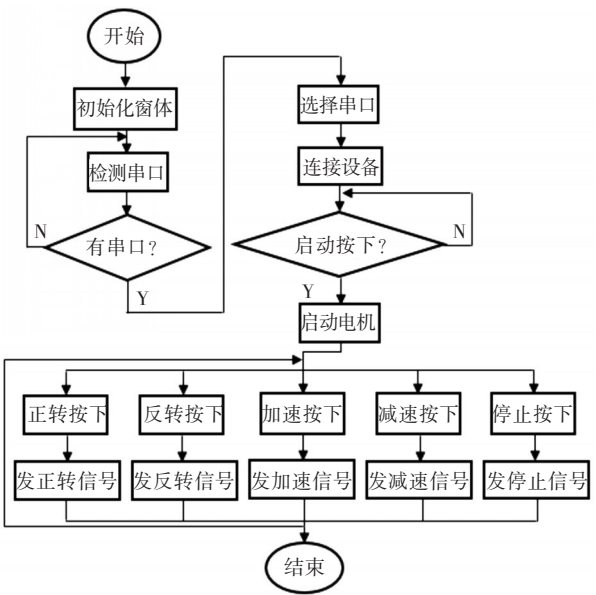 开始
初始化窗体
检测串口
N
有串口？
Y
选择串口
连接设备
N
启动按下？
Y
启动电机
正转按下
反转按下
加速按下
减速按下
停止按下
发正转信号
发反转信号
发加速信号
发减速信号
发停止信号
结束